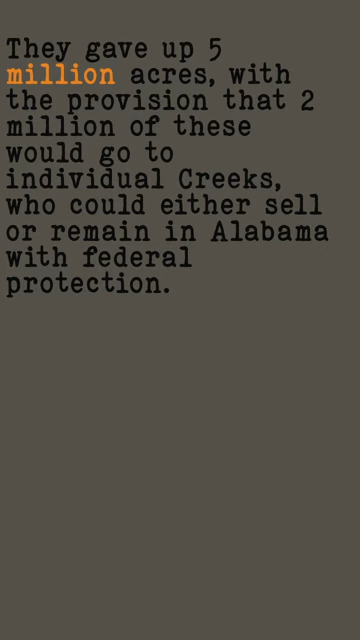 They gave up 5
million acres, with
the provision that 2
million of these
would go to
individual Creeks,
who could either sell
or remain in Alabama
with federal
protection.